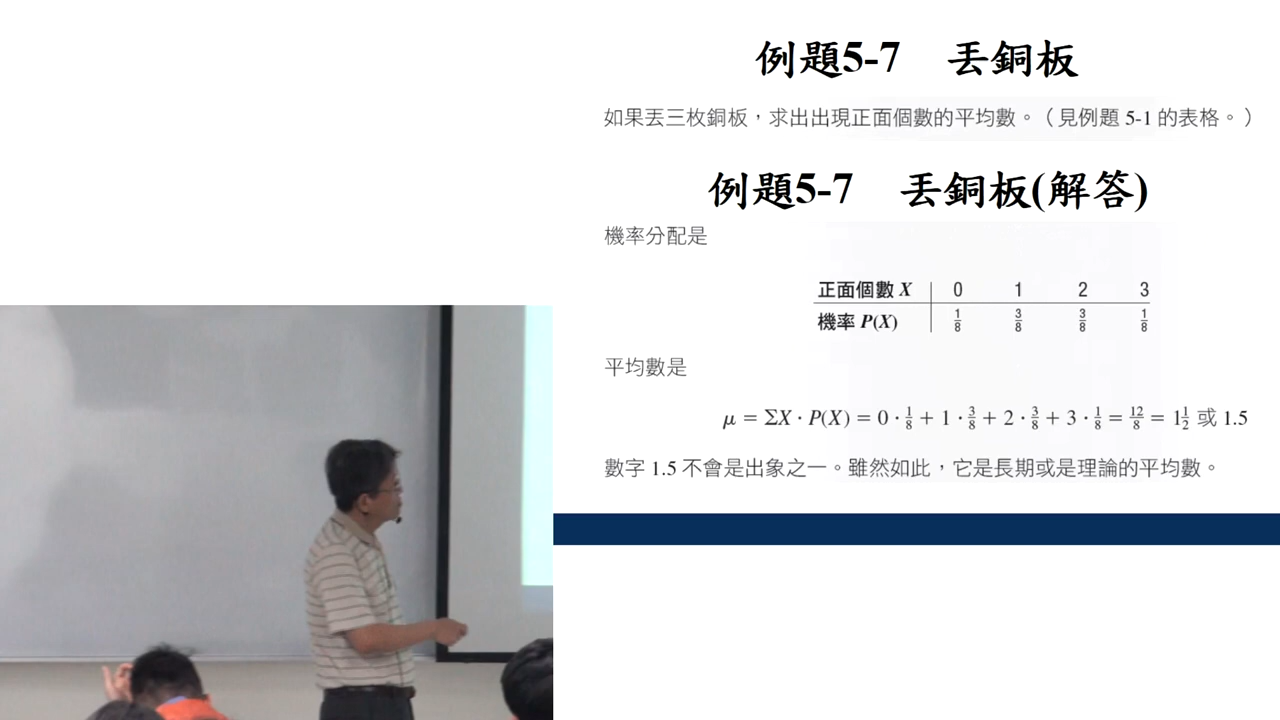 例題5-7 丟銅板
如果丟三枚銅板，求出出現正面個數的平均數。（見例題 5-1 的表格。）
例題5-7 丟銅板(解答)
機率分配是
正面個數 X 0 1 2 3
機率 P(X) 1/8 3/8 3/8 1/8
平均數是
μ = ΣX · P(X) = 0 · 1/8 + 1 · 3/8 + 2 · 3/8 + 3 · 1/8 = 12/8 = 1 1/2 或 1.5
數字 1.5 不會是出象之一。雖然如此，它是長期或是理論的平均數。